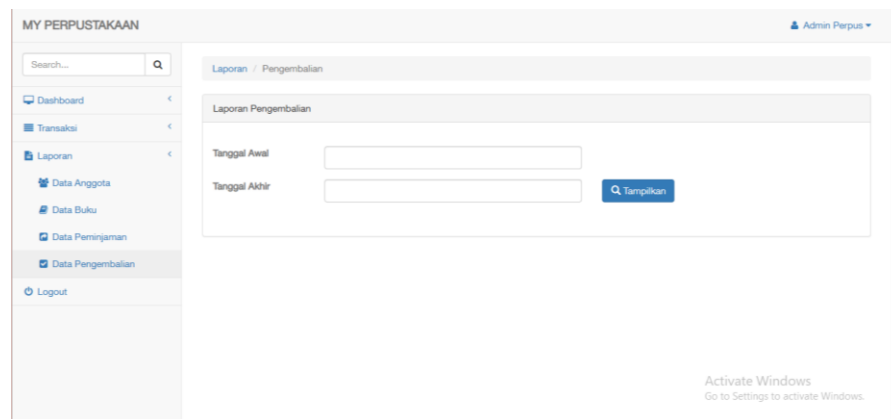 MY PERPUSTAKAAN
Admin Perpus
Search...
Laporan / Pengembalian
Dashboard
Laporan Pengembalian
Transaksi
Laporan
Tanggal Awal
Data Anggota
Tanggal Akhir
Tampilkan
Data Buku
Data Peminjaman
Data Pengembalian
Logout
Activate Windows
Go to Settings to activate Windows.